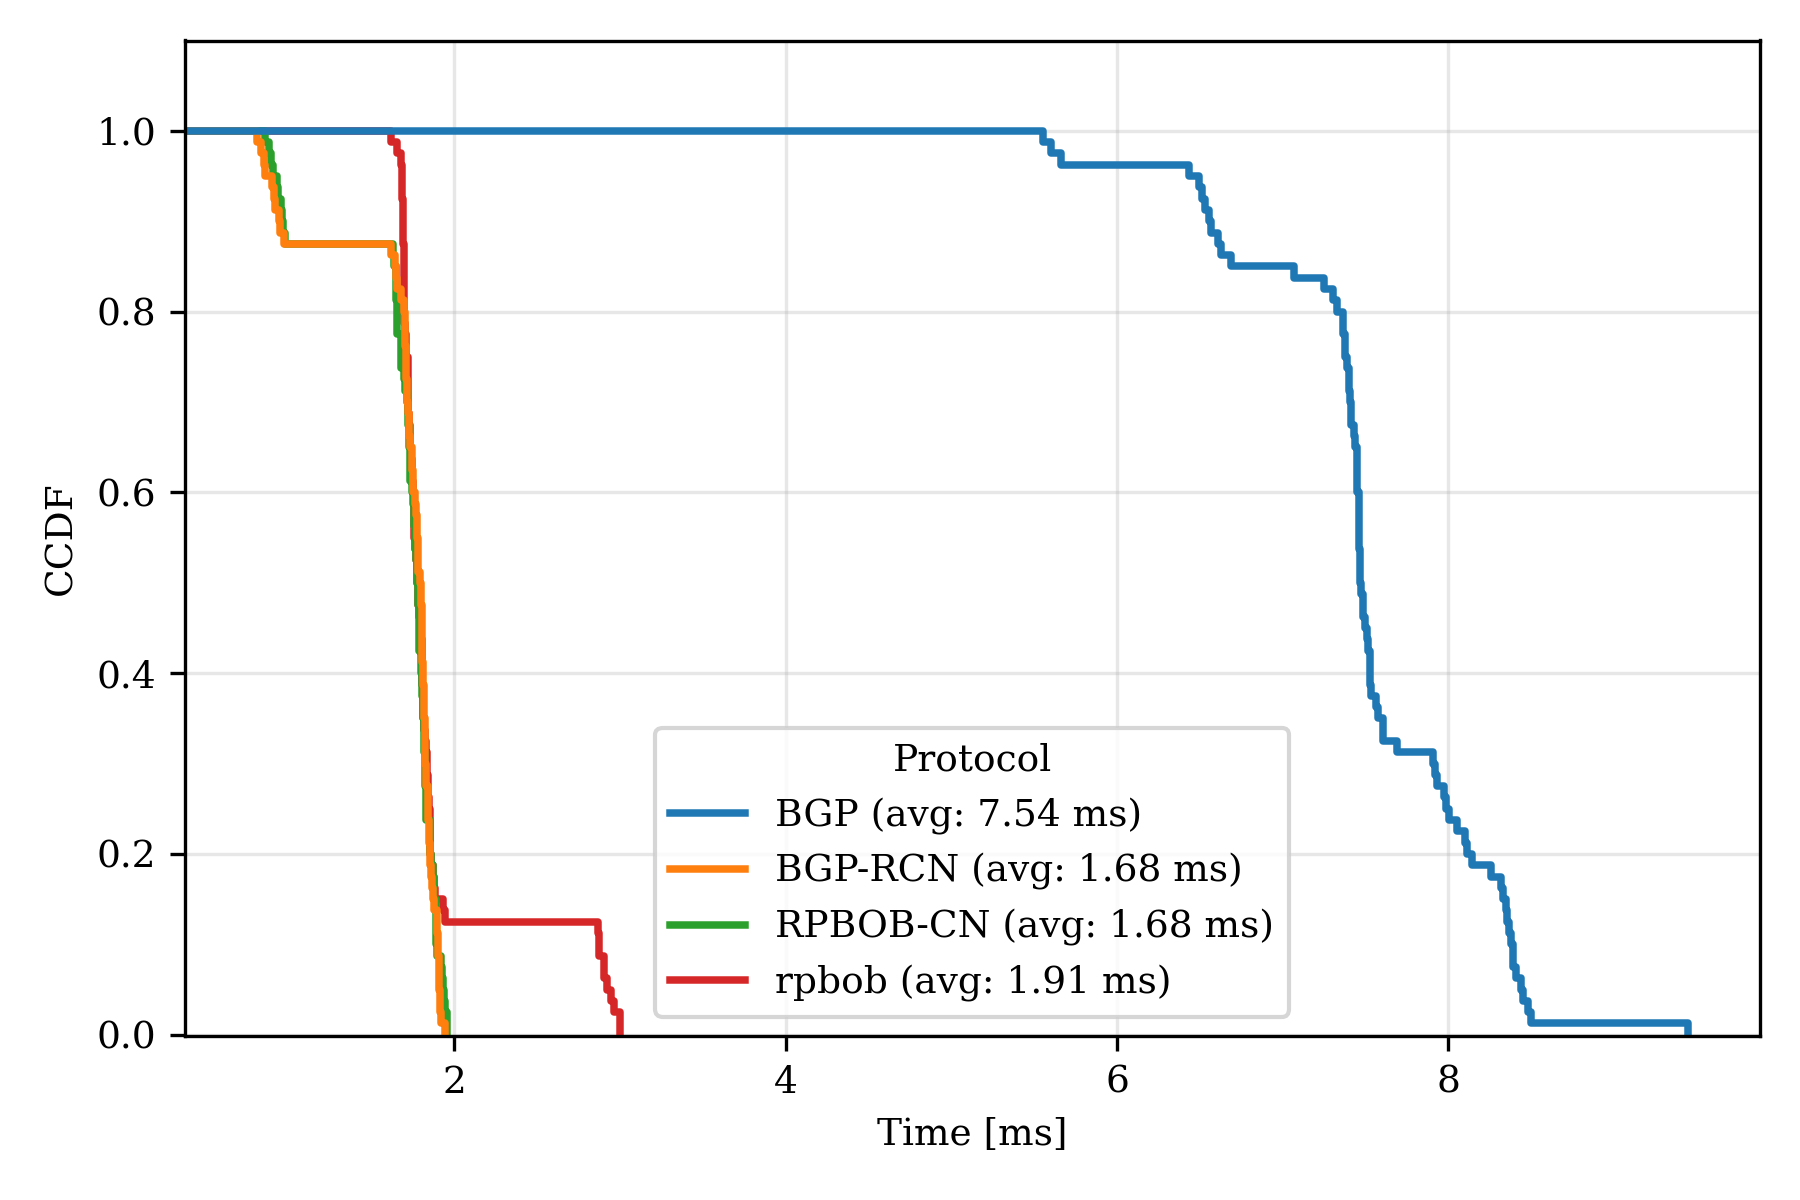 1.0
0.8
0.6
0.4
0.2
0.0
CCDF
2
4
6
8
Time [ms]
Protocol
BGP (avg: 7.54 ms)
BGP-RCN (avg: 1.68 ms)
RPBOB-CN (avg: 1.68 ms)
rpbob (avg: 1.91 ms)